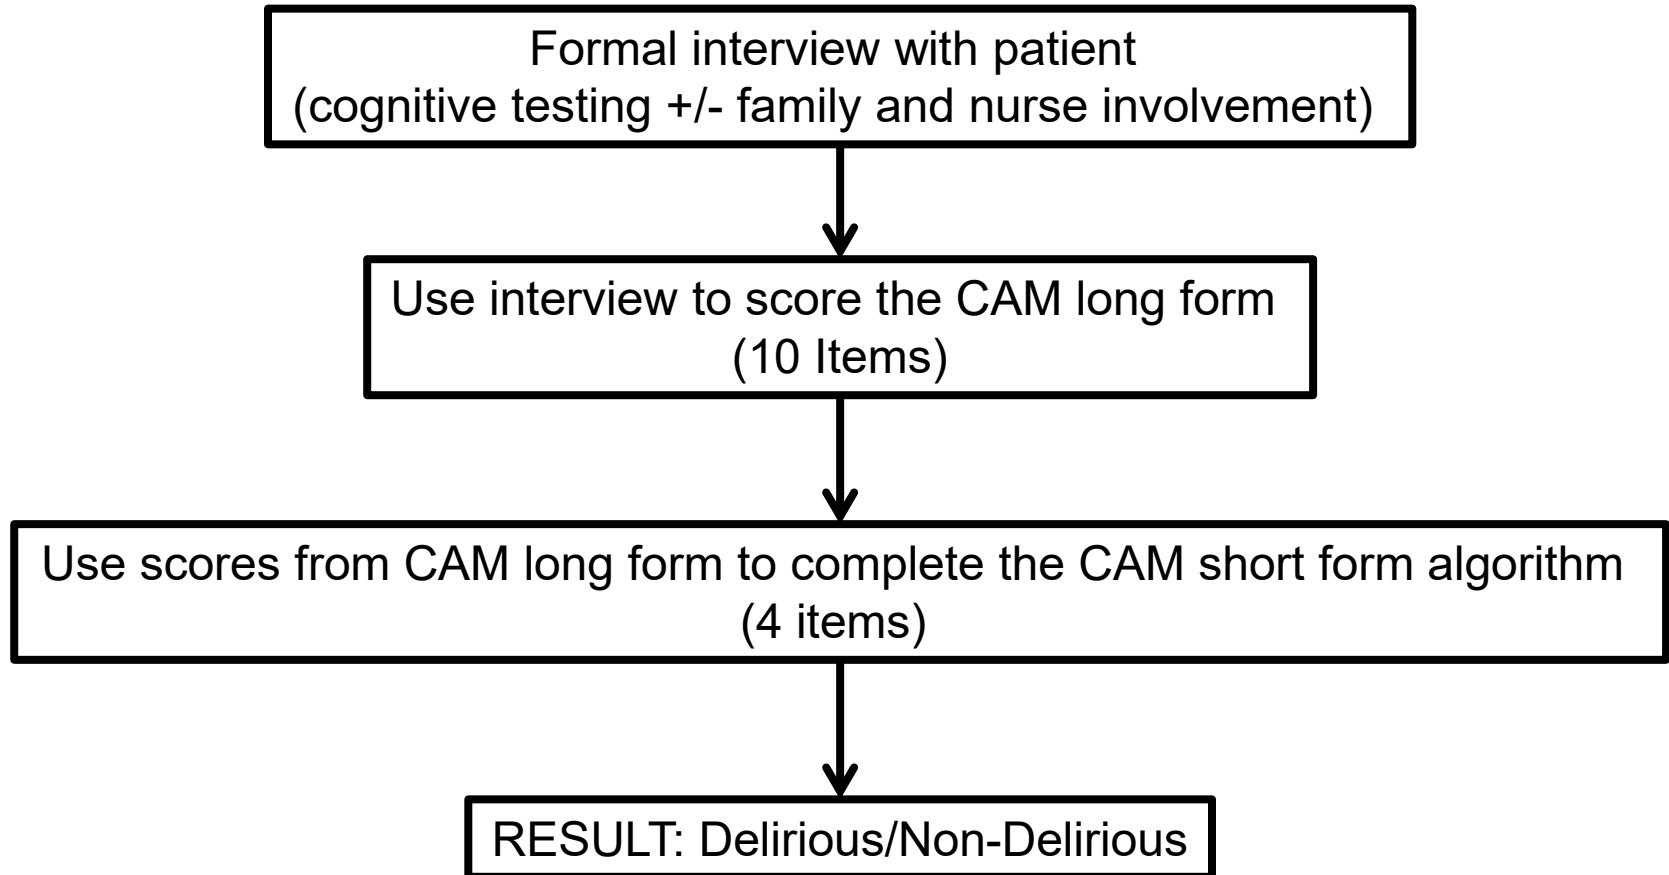 Formal interview with patient
(cognitive testing +/- family and nurse involvement)
Use interview to score the CAM long form
(10 Items)
Use scores from CAM long form to complete the CAM short form algorithm
(4 items)
RESULT: Delirious/Non-Delirious